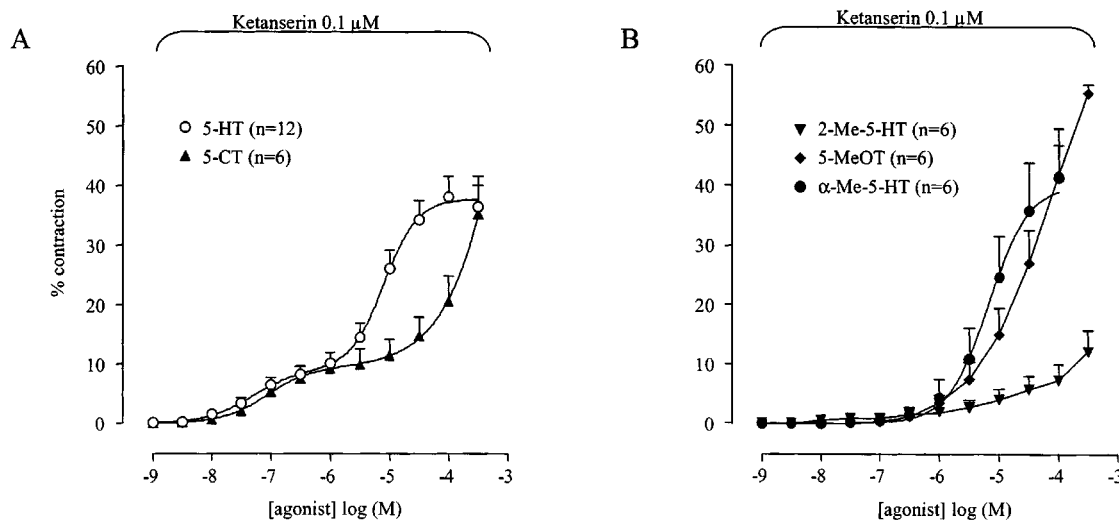 A
Ketanserin 0.1 µM
60
50
40
30
20
10
0
% contraction
5-HT (n=12)
5-CT (n=6)
-9
-8
-7
-6
-5
-4
-3
[agonist] log (M)
B
Ketanserin 0.1 µM
60
50
40
30
20
10
0
2-Me-5-HT (n=6)
5-MeOT (n=6)
α-Me-5-HT (n=6)
-9
-8
-7
-6
-5
-4
-3
[agonist] log (M)